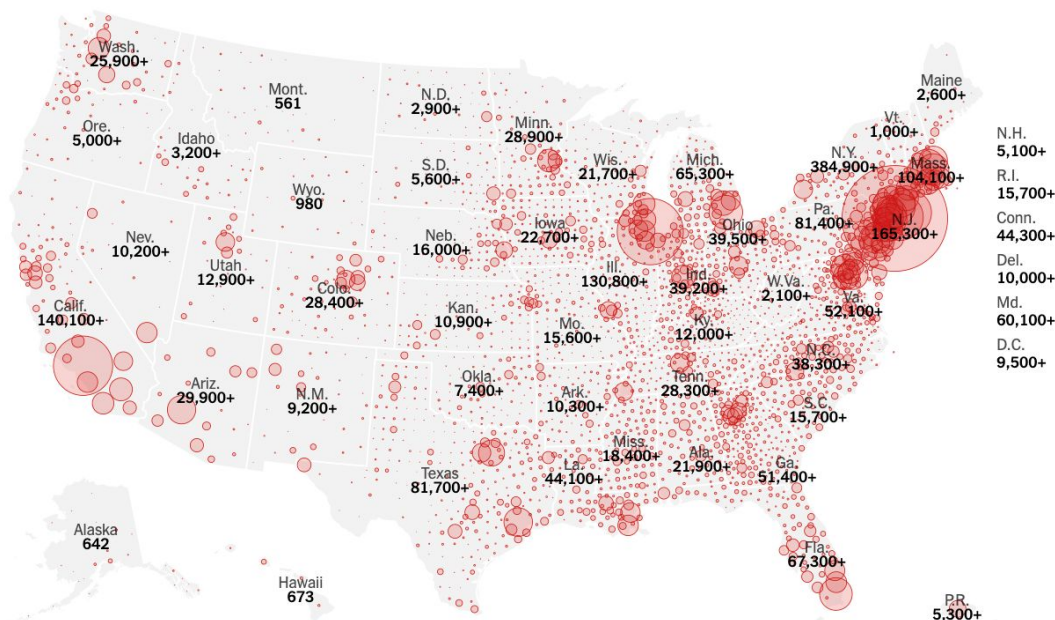 Wash.
25,900+
Mont.
561
N.D.
2,900+
Minn.
28,900+
Maine
2,600+
Vt.
1,000+
Ore.
5,000+
Idaho
3,200+
S.D.
5,600+
Wis.
21,700+
Mich.
65,300+
N.Y.
384,900+
Mass.
104,100+
N.H.
5,100+
R.I.
15,700+
Wyo.
980
Nev.
10,200+
Utah
12,900+
Neb.
16,000+
Iowa
22,700+
Ohio
39,500+
Pa.
81,400+
N.J.
165,300+
Conn.
44,300+
Del.
10,000+
Calif.
140,100+
Colo.
28,400+
Kan.
10,900+
Ill.
130,800+
Ind.
39,200+
W.Va.
2,100+
Va.
52,100+
Md.
60,100+
D.C.
9,500+
Mo.
15,600+
Ky.
12,000+
N.C.
38,300+
Ariz.
29,900+
N.M.
9,200+
Okla.
7,400+
Ark.
10,300+
Tenn.
28,300+
S.C.
15,700+
Texas
81,700+
La.
44,100+
Miss.
18,400+
Ala.
21,900+
Ga.
51,400+
Alaska
642
Hawaii
673
Fla.
67,300+
P.R.
5,300+